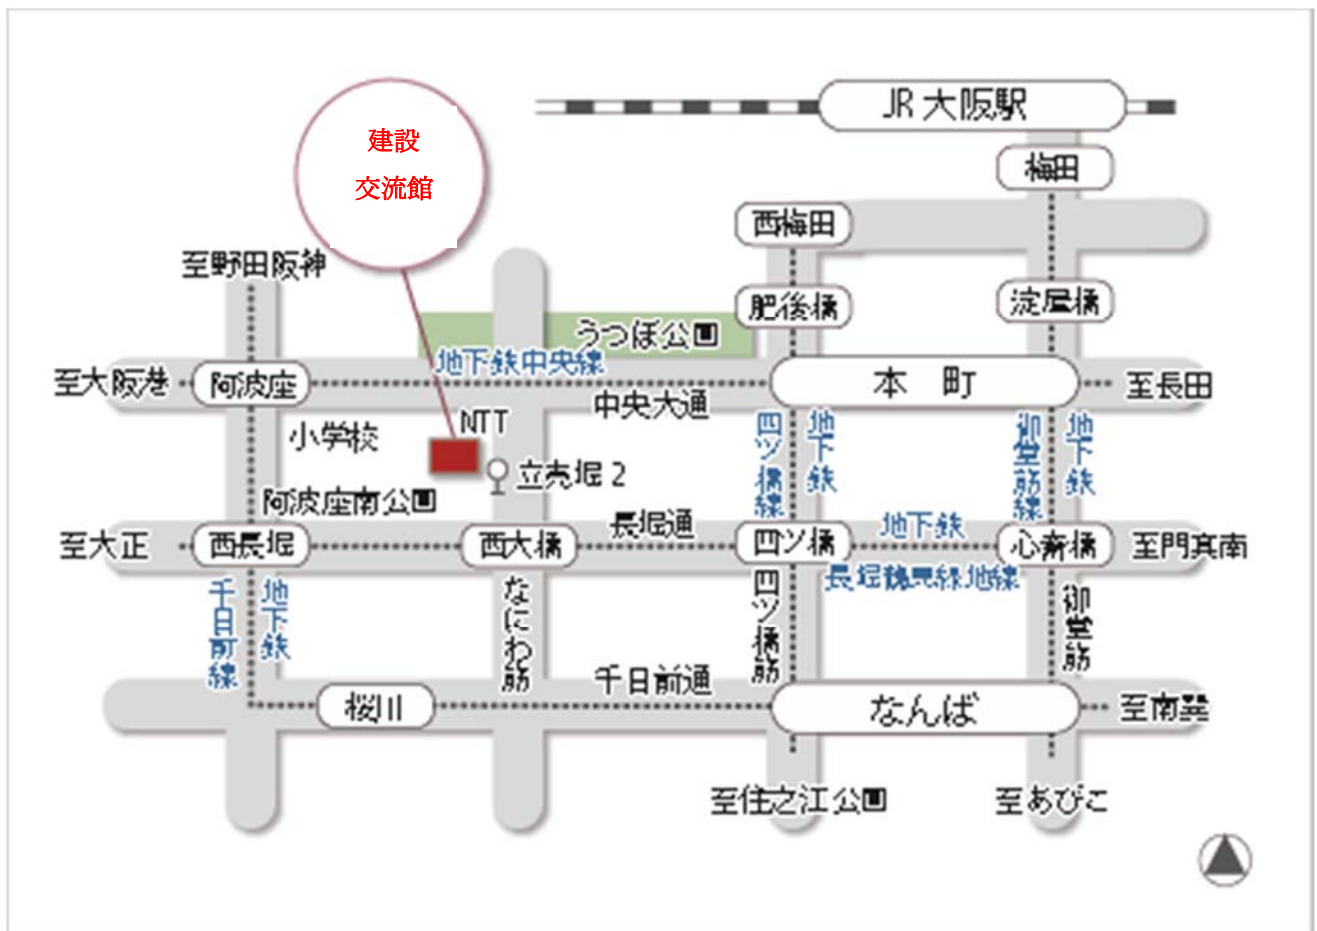 JR 大阪駅
建設
交流館
梅田
西梅田
至野田阪神
肥後橋
淀屋橋
うつぼ公園
地下鉄中央線
至大阪港
阿波座
本 町
至長田
中央大通
NTT
小学校
地下鉄
四ツ橋線
地下鉄
御堂筋線
立売堀 2
阿波座南公園
長堀通
地下鉄
至大正
西長堀
西大橋
四ツ橋
心斎橋
至門真南
長堀鶴見緑地線
地下鉄
千日前線
なにわ筋
四ツ橋筋
御堂筋
千日前通
桜川
なんば
至南巽
至住之江公園
至あびこ